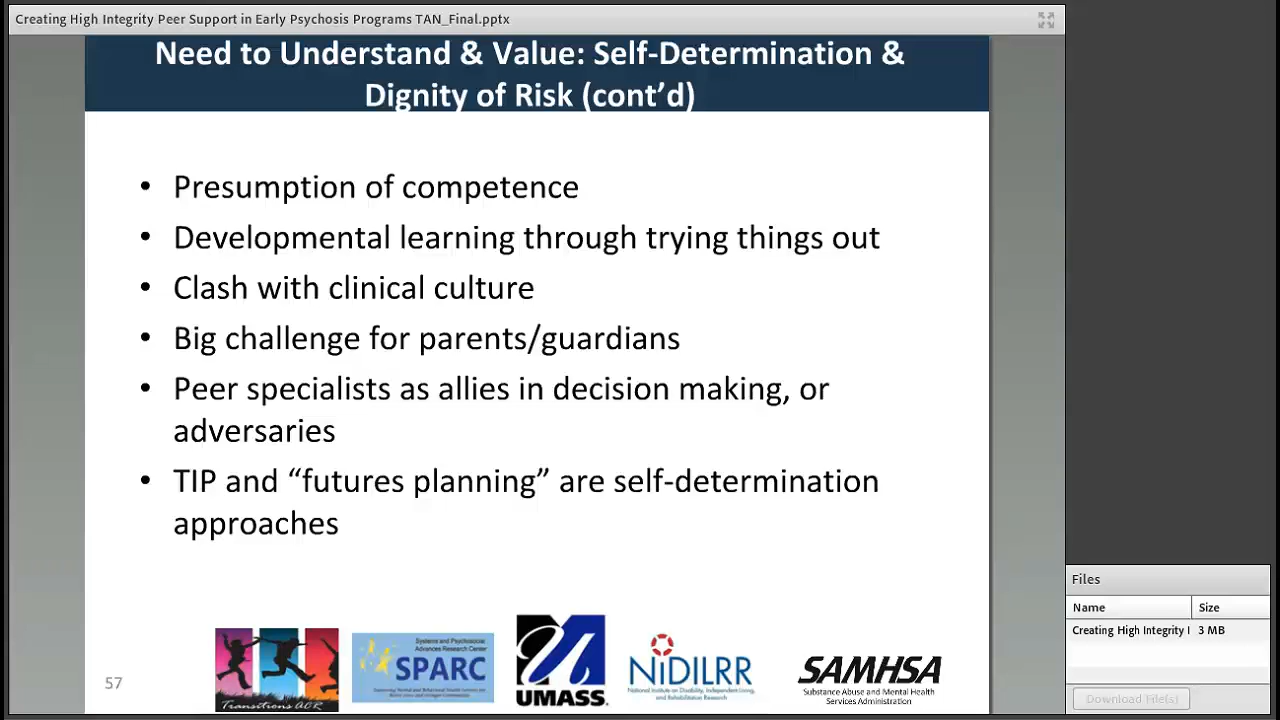 Creating High Integrity Peer Support in Early Psychosis Programs TAN_Final.pptx
Need to Understand & Value: Self-Determination &
Dignity of Risk (cont’d)
• Presumption of competence
• Developmental learning through trying things out
• Clash with clinical culture
• Big challenge for parents/guardians
• Peer specialists as allies in decision making, or
adversaries
• TIP and “futures planning” are self-determination
approaches
Files
Name Size
Creating High Integrity I 3 MB
Download File(s)
57
Transitions ACR
Systems and Psychosocial
Advances Research Center
SPARC
UMASS
NIDILRR
National Institute on Disability, Independent Living,
and Rehabilitation Research
SAMHSA
Substance Abuse and Mental Health
Services Administration